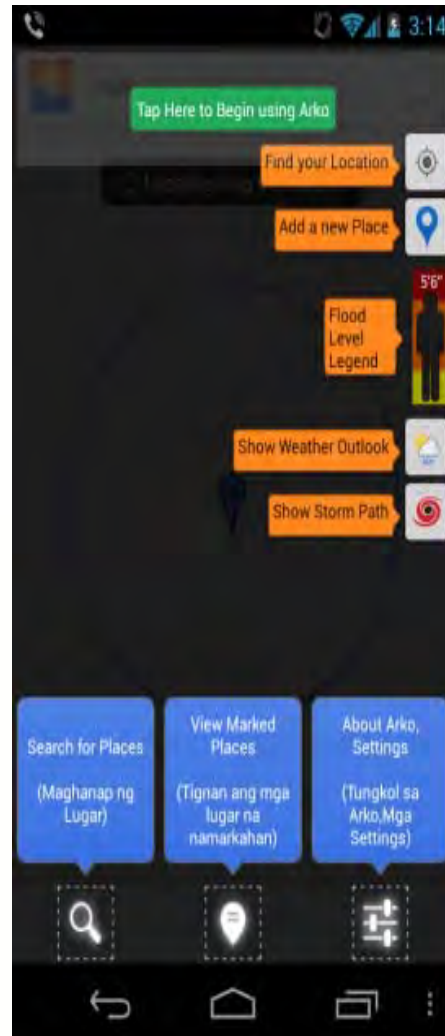 3:14
Tap Here to Begin using Arko
Find your Location
Add a new Place
5'6"
Flood
Level
Legend
Show Weather Outlook
Show Storm Path
Search for Places
(Maghanap ng
Lugar)
View Marked
Places
(Tignan ang mga
lugar na
namarkahan)
About Arko,
Settings
(Tungkol sa
Arko,Mga
Settings)